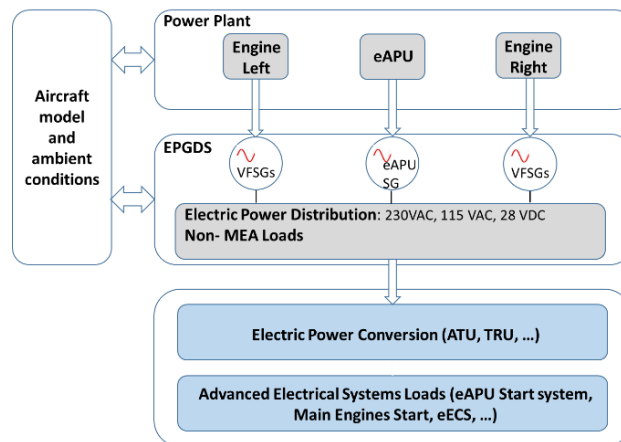 Power Plant
Engine
Left
eAPU
Engine
Right
Aircraft
model
and
ambient
conditions
EPGDS
VFSGs
eAPU
SG
VFSGs
Electric Power Distribution: 230VAC, 115 VAC, 28 VDC
Non- MEA Loads
Electric Power Conversion (ATU, TRU, ...)
Advanced Electrical Systems Loads (eAPU Start system,
Main Engines Start, eECS, ...)